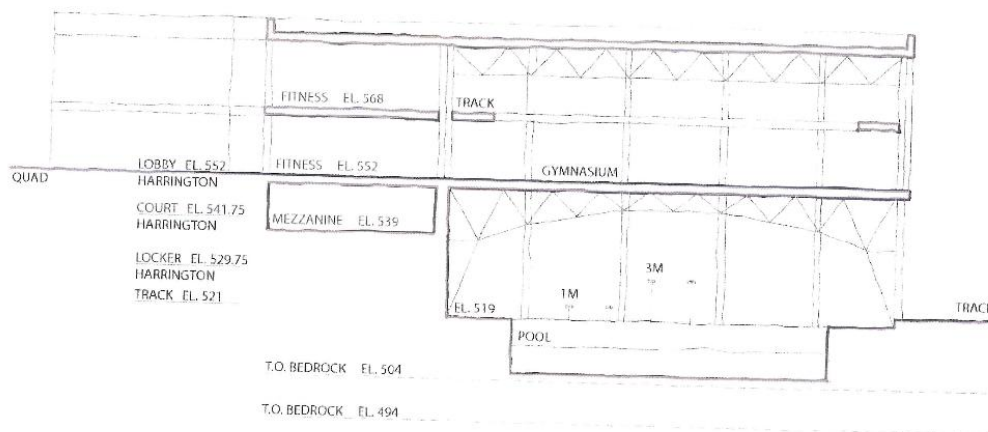 FITNESS EL. 568
TRACK
LOBBY EL. 552
HARRINGTON
FITNESS EL. 552
GYMNASIUM
QUAD
COURT EL. 541.75
HARRINGTON
MEZZANINE EL. 539
LOCKER EL. 529.75
HARRINGTON
TRACK EL. 521
3M
1M
EL. 519
TRACK
POOL
T.O. BEDROCK EL. 504
T.O. BEDROCK EL. 494